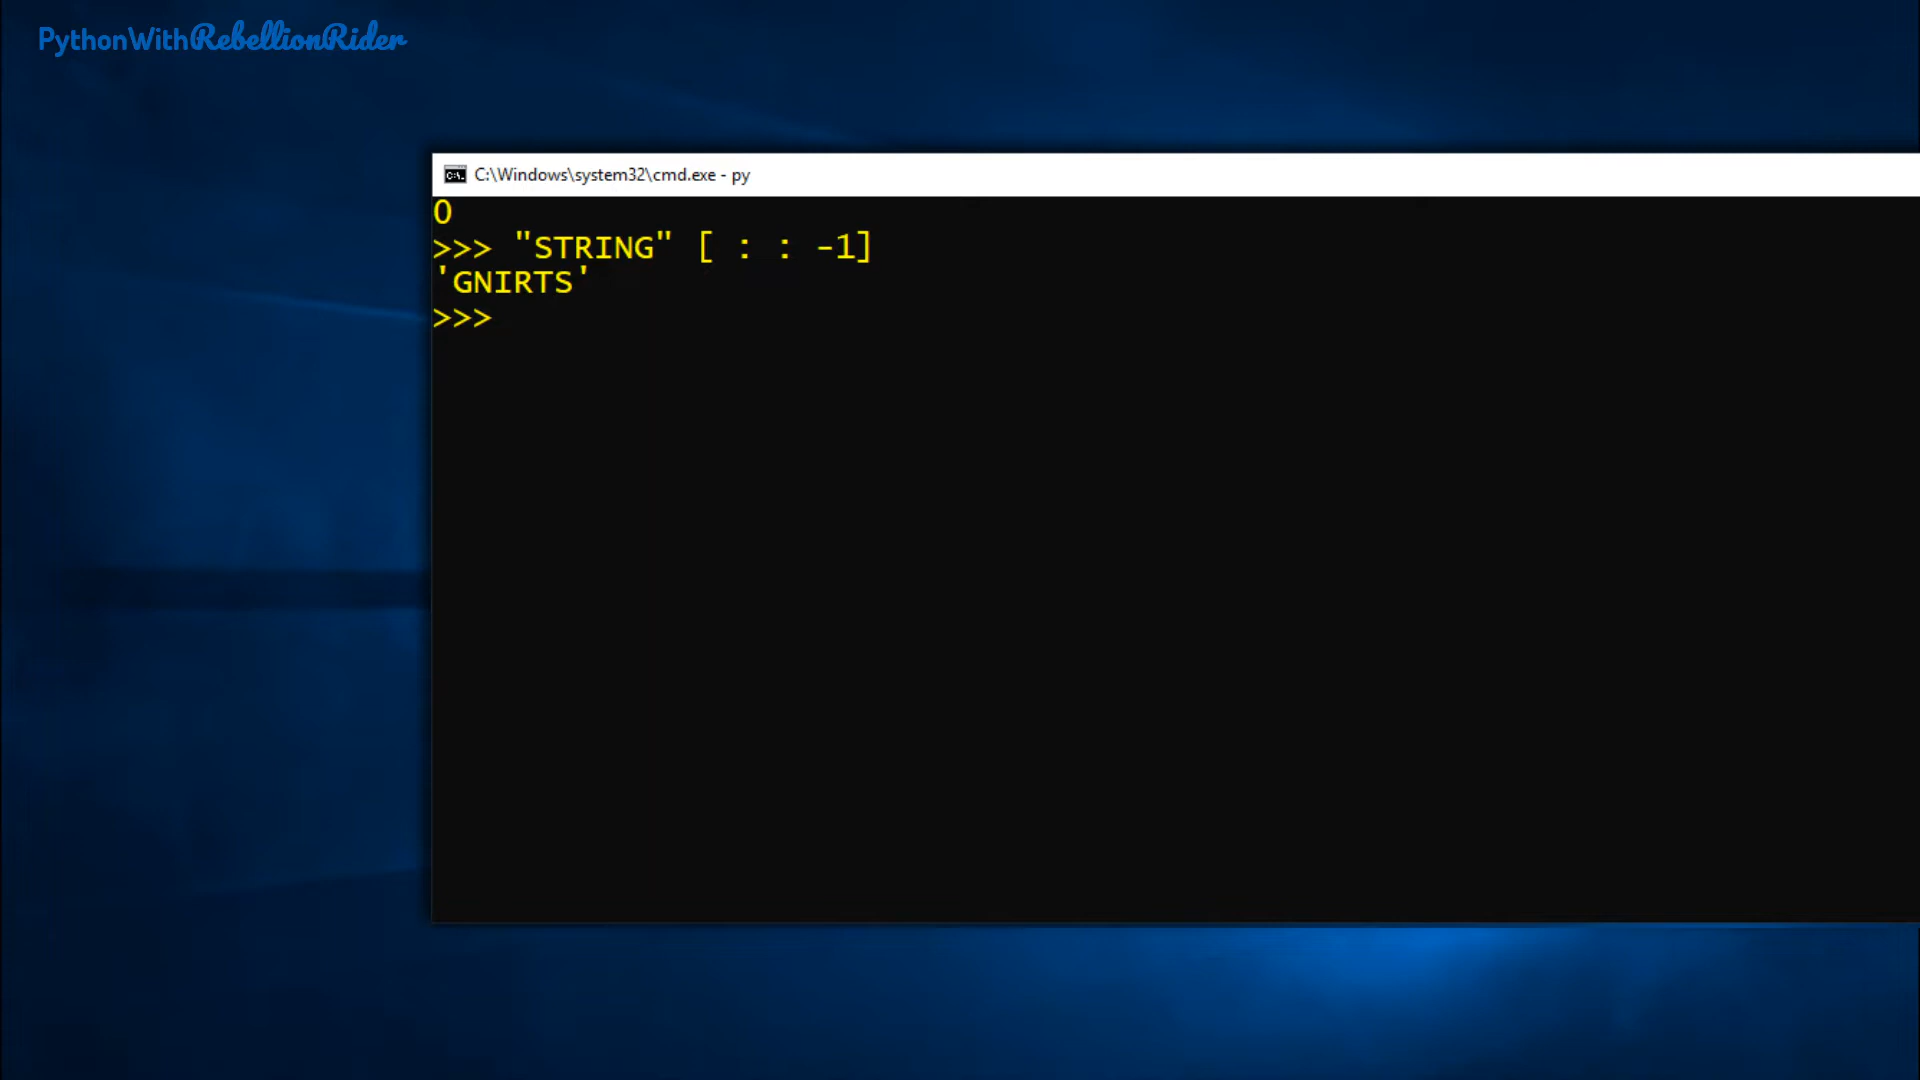 PythonWithRebellionRider
C:\Windows\system32\cmd.exe - py
0
>>> "STRING" [ : : -1]
'GNIRTS'
>>>